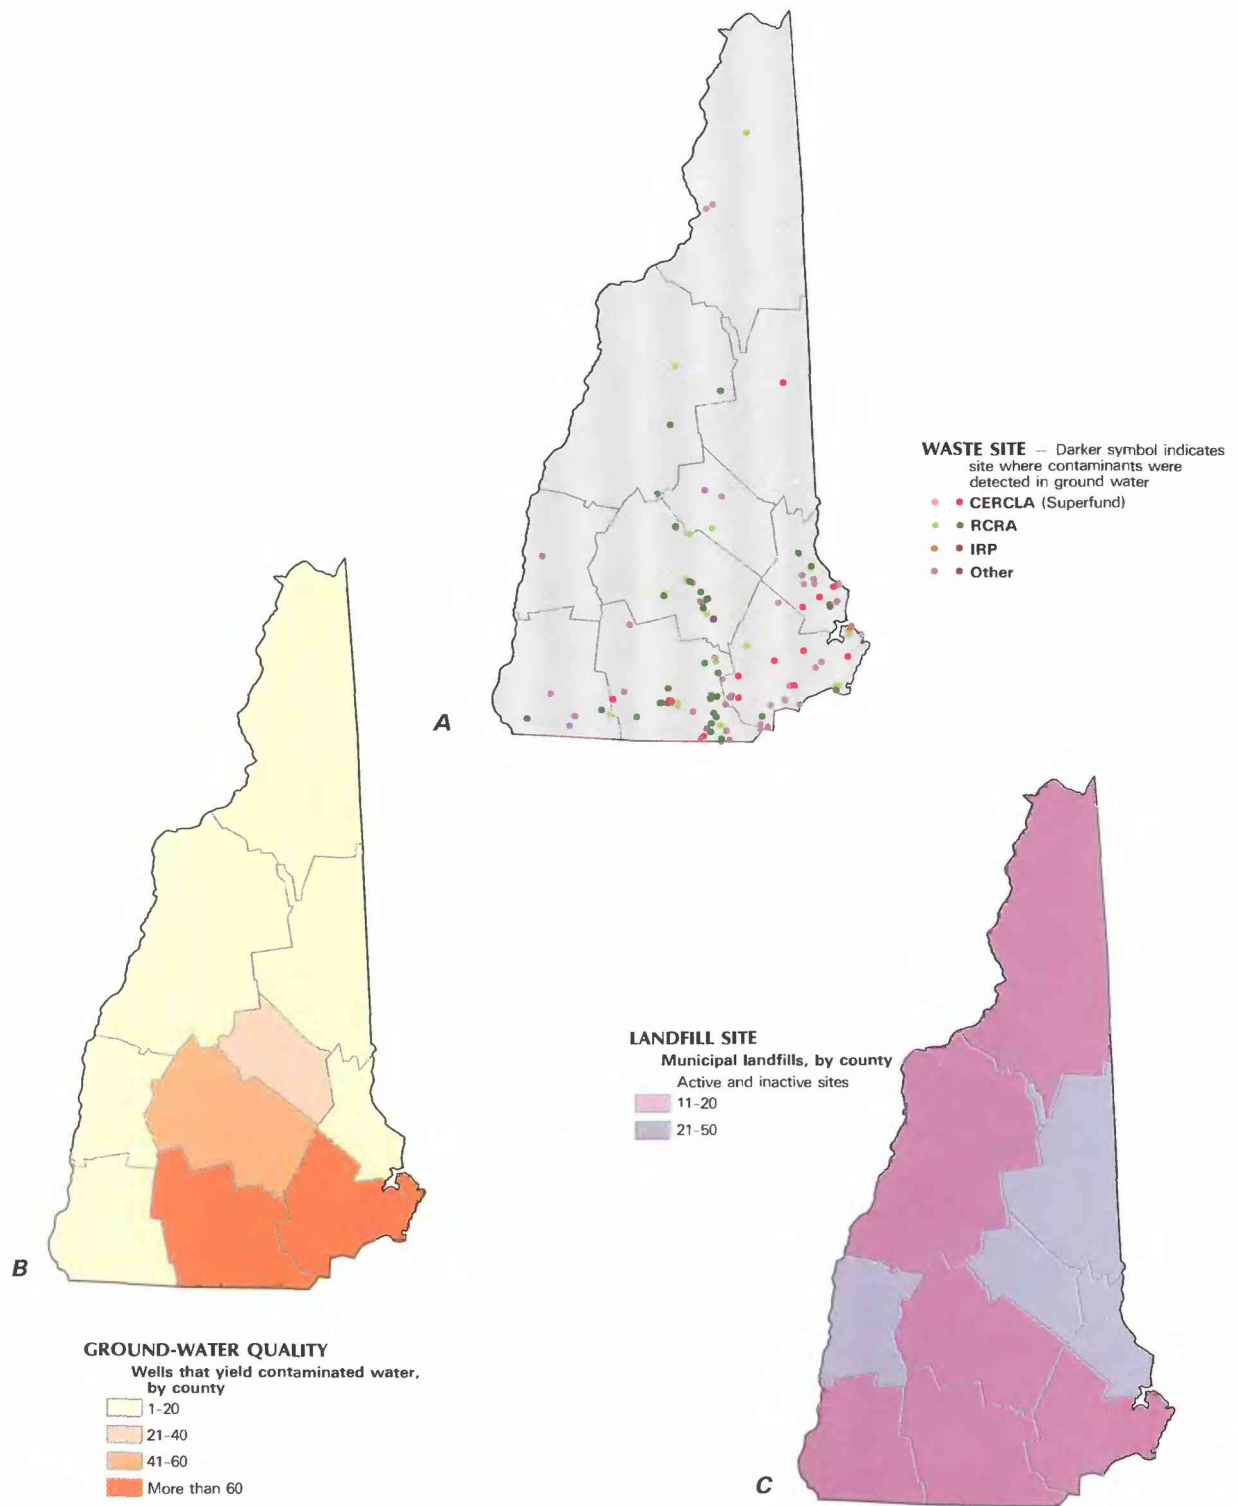 A
WASTE SITE — Darker symbol indicates
site where contaminants were
detected in ground water
CERCLA (Superfund)
RCRA
IRP
Other
B
GROUND-WATER QUALITY
Wells that yield contaminated water,
by county
1-20
21-40
41-60
More than 60
LANDFILL SITE
Municipal landfills, by county
Active and inactive sites
11-20
21-50
C